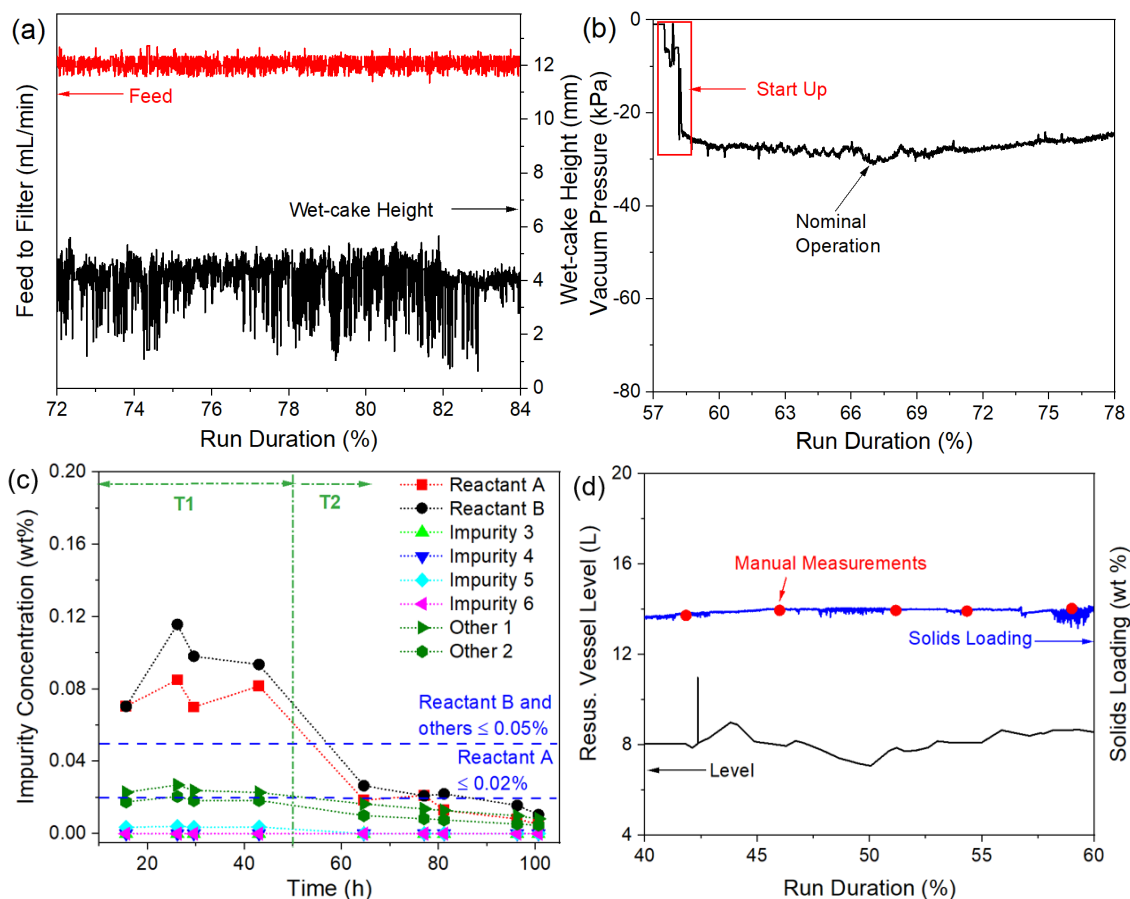 (a)
Feed to Filter (mL/min)
Feed
Wet-cake Height
12
10
8
6
4
2
0
Wet-cake Height (mm)
72 74 76 78 80 82 84
Run Duration (%)
(b)
Vacuum Pressure (kPa)
0
-20
-40
-60
-80
Start Up
Nominal
Operation
57 60 63 66 69 72 75 78
Run Duration (%)
(c)
Impurity Concentration (wt%)
0.20
0.16
0.12
0.08
0.04
0.00
T1
T2
Reactant A
Reactant B
Impurity 3
Impurity 4
Impurity 5
Impurity 6
Other 1
Other 2
Reactant B and
others ≤ 0.05%
Reactant A
≤ 0.02%
20 40 60 80 100
Time (h)
(d)
Resus. Vessel Level (L)
20
16
12
8
4
Manual Measurements
Solids Loading
Level
Solids Loading (wt %)
40 45 50 55 60
Run Duration (%)